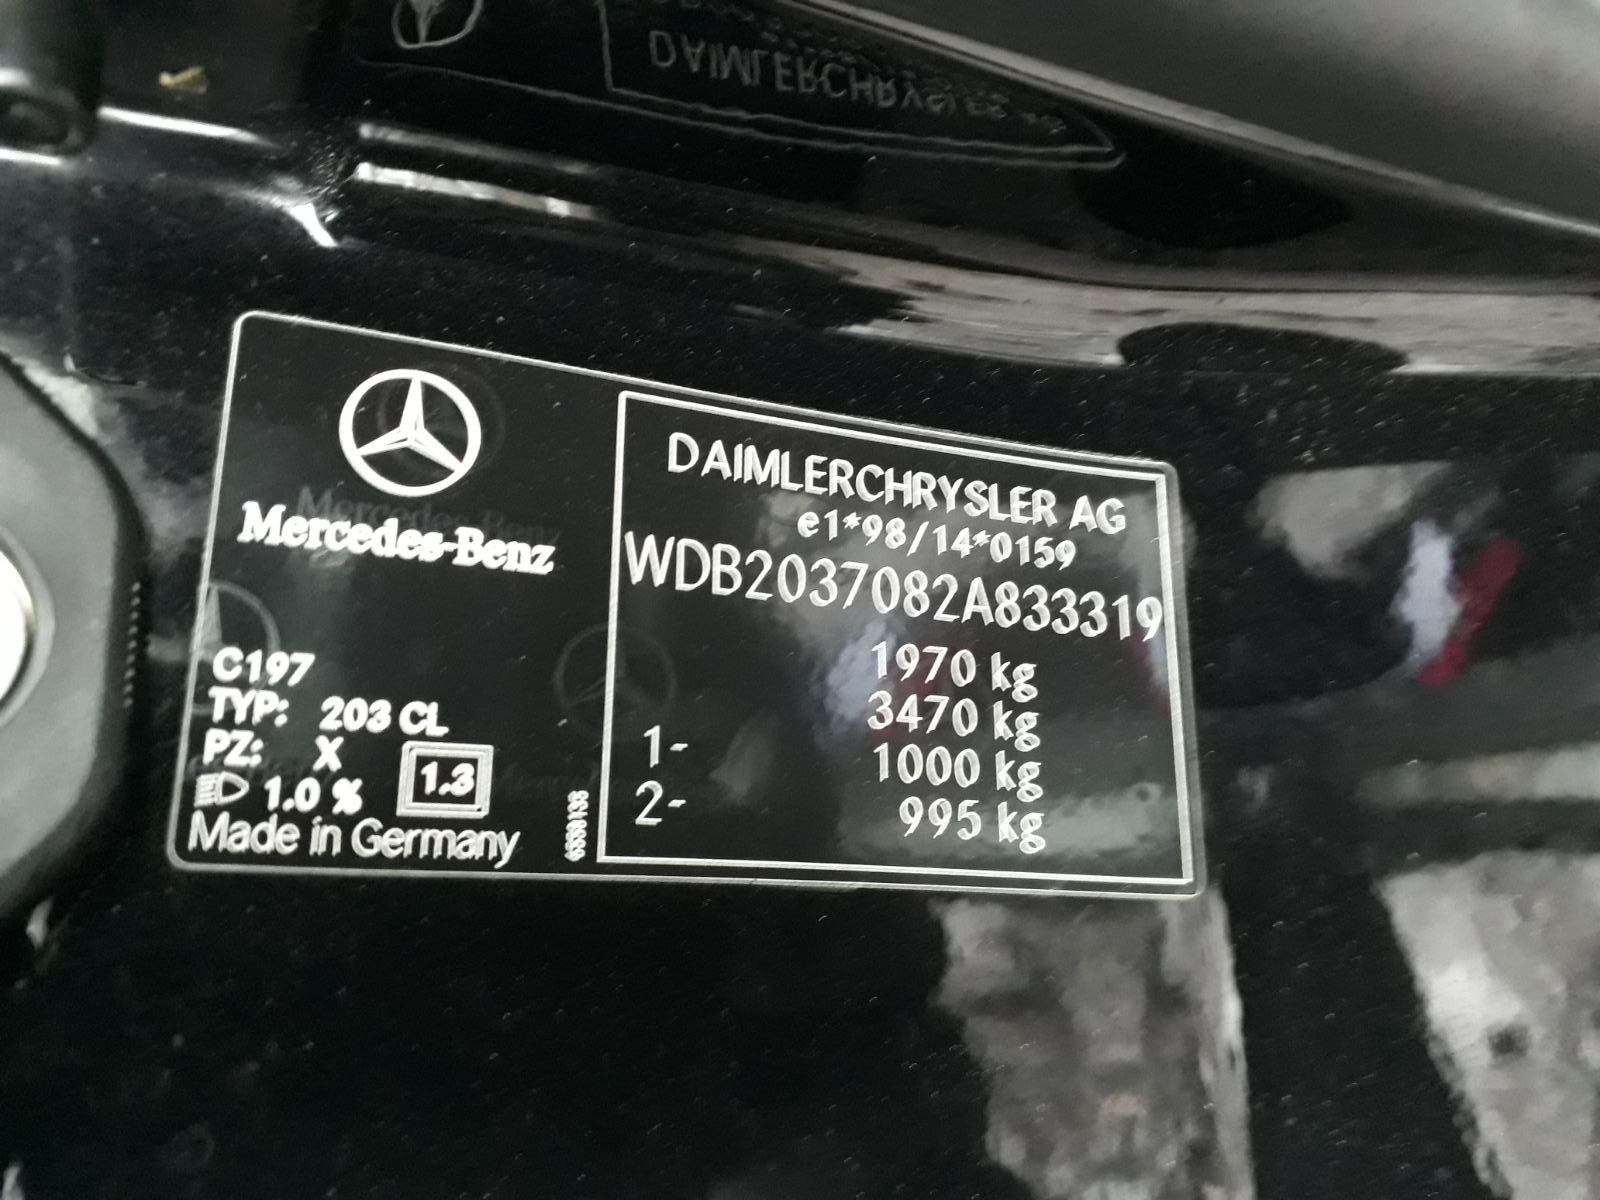 DAIMLERCHRYSLER AG
Mercedes-Benz
C197
TYP: 203 CL
PZ: X
1.0 %
1.3
Made in Germany
DAIMLERCHRYSLER AG
e1*98/14*0159
WDB2037082A833319
1970 kg
3470 kg
1- 1000 kg
2- 995 kg